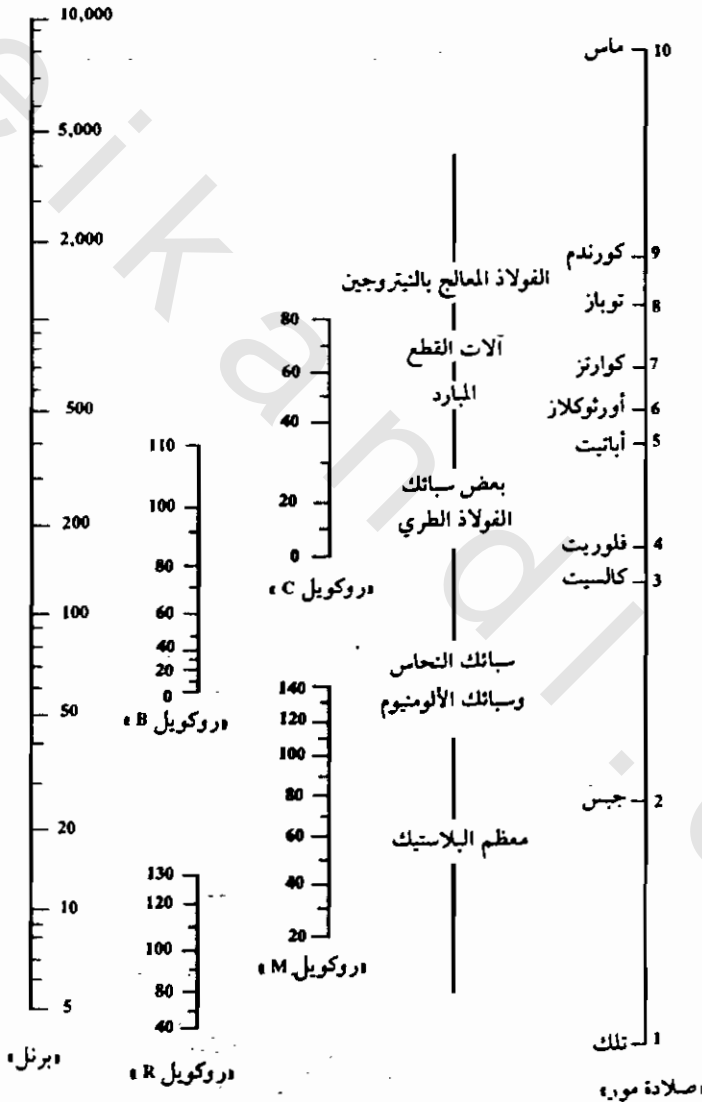 10,000
5,000
2,000
500
200
100
50
20
10
5
«برنل»
110
100
80
60
40
20
0
«روكويل B»
130
120
100
80
40
«روكويل R»
80
60
40
20
0
«روكويل C»
140
120
100
80
60
40
20
«روكويل M»
الفولاذ المعالج بالنيتروجين
آلات القطع
المبارد
بعض سبائك
الفولاذ الطري
سبائك النحاس
وسبائك الألومنيوم
معظم البلاستيك
ماس 10
كورندم 9
توباز 8
كوارتز 7
أورثوكلاز 6
أباتيت 5
فلوريت 4
كالسيت 3
جبس 2
تلك 1
«صلادة مور»
eikandl.